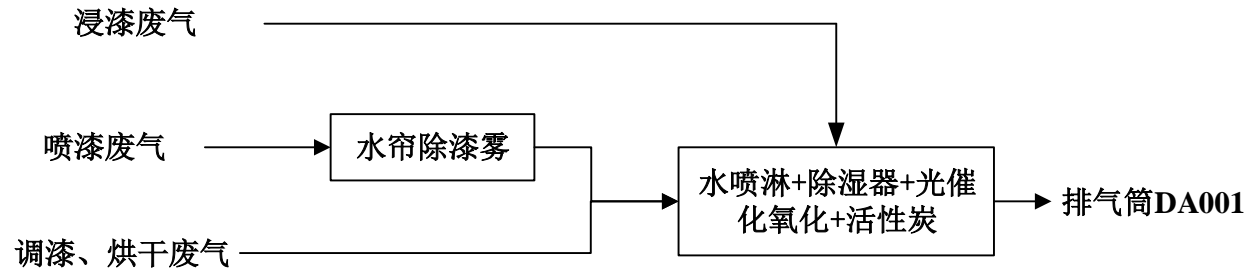 浸漆废气
喷漆废气
水帘除漆雾
水喷淋+除湿器+光催
化氧化+活性炭
排气筒DA001
调漆、烘干废气